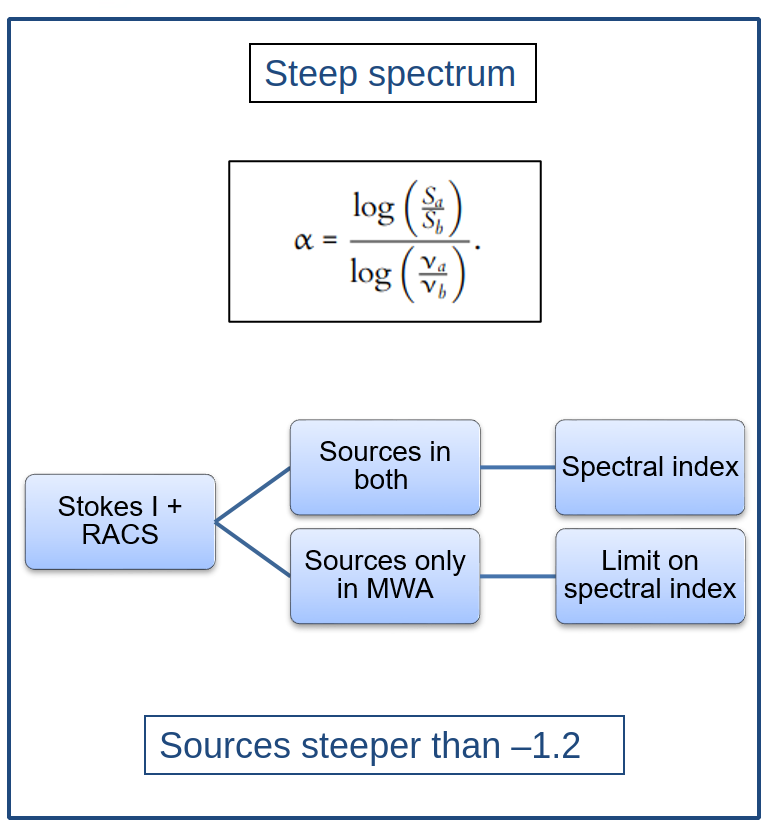 Steep spectrum
α = log(S_a/S_b) / log(ν_a/ν_b).
Stokes I +
RACS
Sources in
both
Spectral index
Sources only
in MWA
Limit on
spectral index
Sources steeper than –1.2